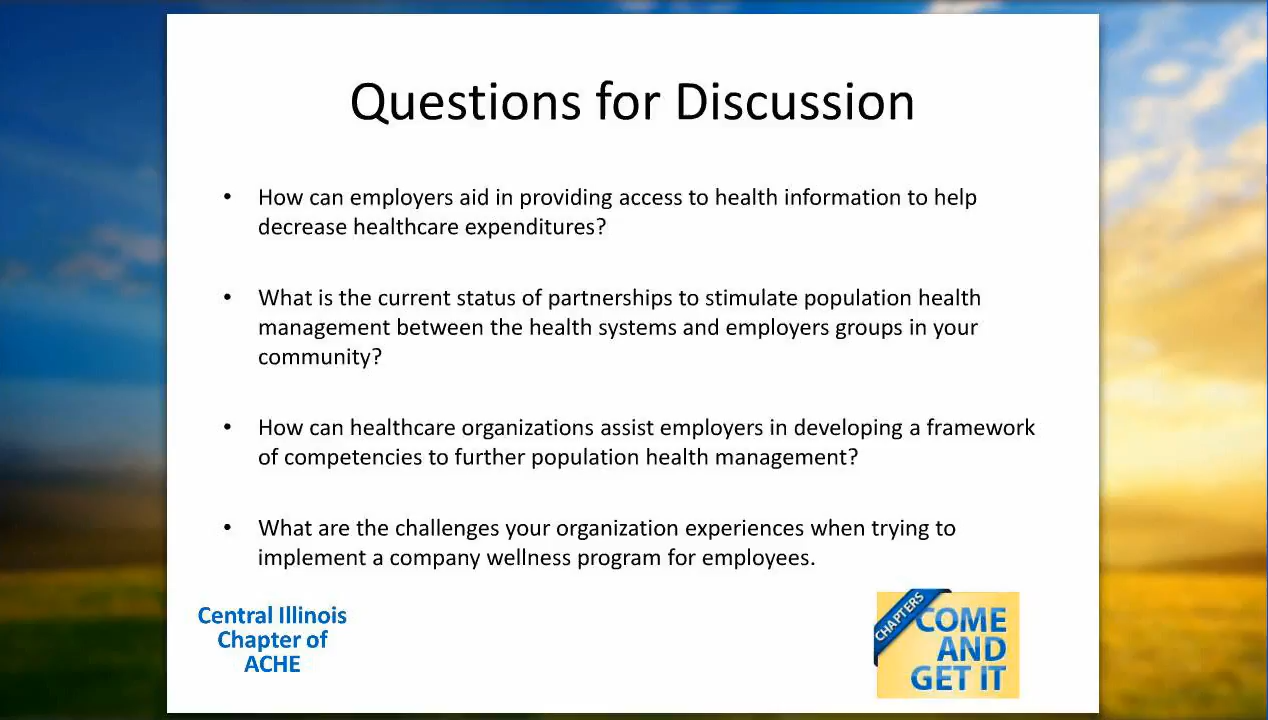 Questions for Discussion
• How can employers aid in providing access to health information to help
decrease healthcare expenditures?
• What is the current status of partnerships to stimulate population health
management between the health systems and employers groups in your
community?
• How can healthcare organizations assist employers in developing a framework
of competencies to further population health management?
• What are the challenges your organization experiences when trying to
implement a company wellness program for employees.
Central Illinois
Chapter of
ACHE
CHAPTERS
COME
AND
GET IT